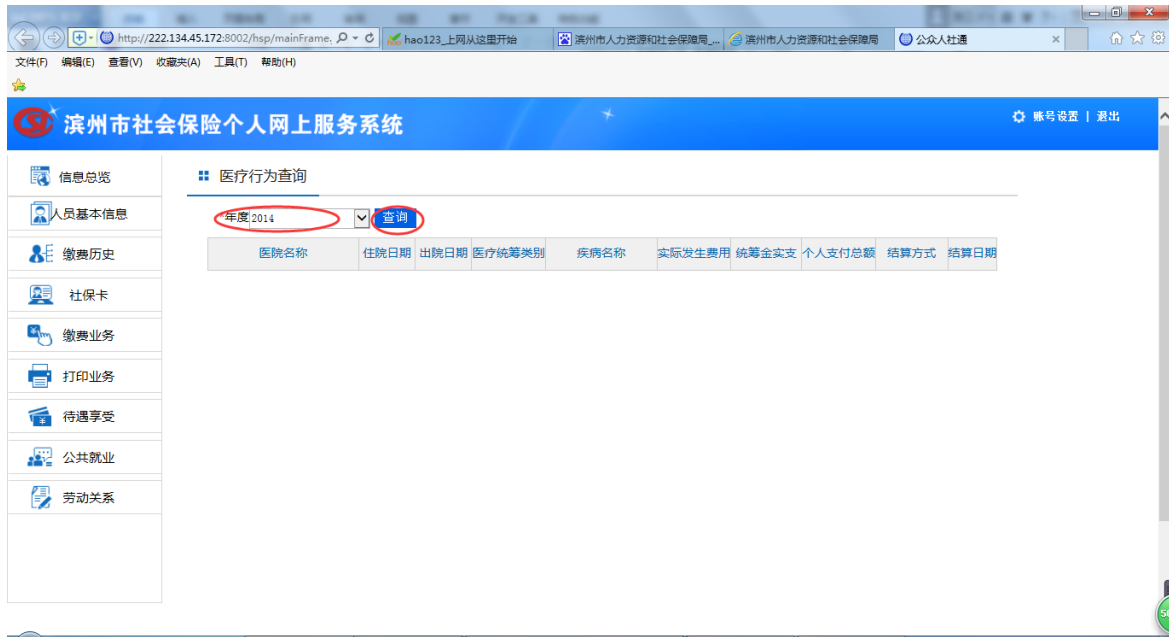 http://222.134.45.172:8002/hsp/mainFrame. hao123_上网从这里开始 滨州市人力资源和社会保障局_... 滨州市人力资源和社会保障局 公众人社通
文件(F) 编辑(E) 查看(V) 收藏夹(A) 工具(T) 帮助(H)
滨州市社会保险个人网上服务系统 账号设置 | 退出
信息总览
医疗行为查询
人员基本信息
*年度 2014 查询
缴费历史
医院名称 住院日期 出院日期 医疗统筹类别 疾病名称 实际发生费用 统筹金实支 个人支付总额 结算方式 结算日期
社保卡
缴费业务
打印业务
待遇享受
公共就业
劳动关系